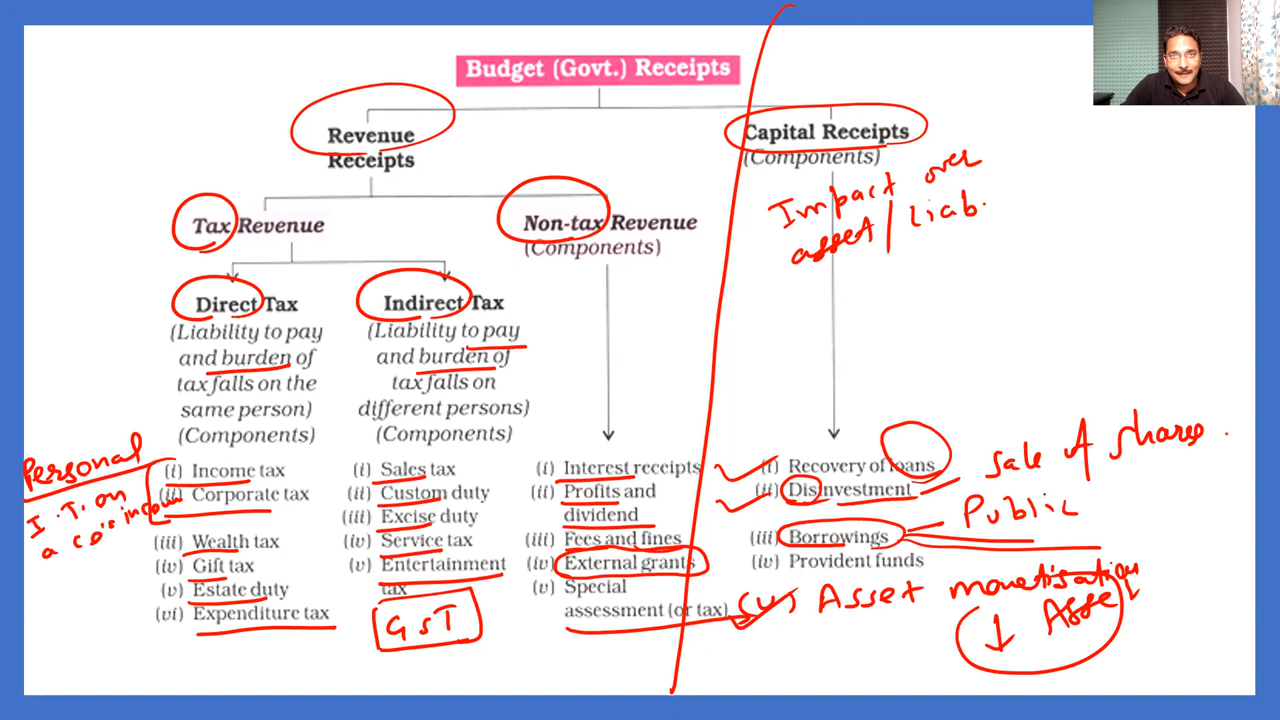 Budget (Govt.) Receipts
Revenue
Receipts
Capital Receipts
(Components)
Impact over
asset / Liab.
Tax Revenue
Non-tax Revenue
(Components)
Direct Tax
(Liability to pay
and burden of
tax falls on the
same person)
(Components)
Indirect Tax
(Liability to pay
and burden of
tax falls on
different persons)
(Components)
Personal
I.T. on
a co's income
(i) Income tax
(ii) Corporate tax
(iii) Wealth tax
(iv) Gift tax
(v) Estate duty
(vi) Expenditure tax
(i) Sales tax
(ii) Custom duty
(iii) Excise duty
(iv) Service tax
(v) Entertainment
tax
GST
(i) Interest receipts
(ii) Profits and
dividend
(iii) Fees and fines
(iv) External grants
(v) Special
assessment (or tax)
(i) Recovery of loans
(ii) Disinvestment
sale of shares.
(iii) Borrowings
Public
(iv) Provident funds
(v) Asset monetisation
↓ Asset